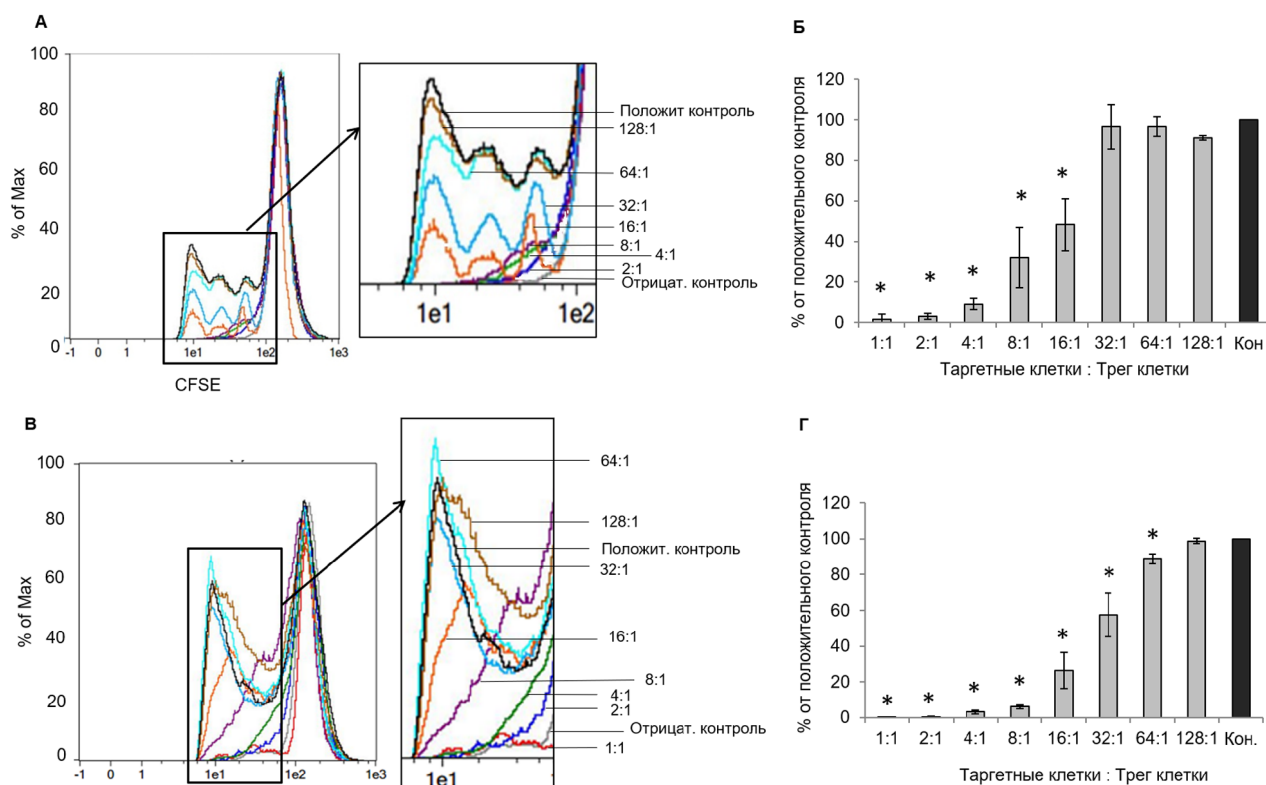 А
% of Max
100
80
60
40
20
0
-1 0 1 1e1 1e2 1e3
CFSE
Положит контроль
128:1
64:1
32:1
16:1
8:1
4:1
2:1
Отрицат. контроль
1e1 1e2
Б
% от положительного контроля
120
100
80
60
40
20
0
* * * * *
1:1 2:1 4:1 8:1 16:1 32:1 64:1 128:1 Кон
Таргетные клетки : Трег клетки
В
% of Max
100
80
60
40
20
0
-1 0 1 1e1 1e2 1e3
64:1
128:1
Положит. контроль
32:1
16:1
8:1
4:1
2:1
Отрицат. контроль
1:1
1e1
Г
% от положительного контроля
120
100
80
60
40
20
0
* * * * * * *
1:1 2:1 4:1 8:1 16:1 32:1 64:1 128:1 Кон.
Таргетные клетки : Трег клетки